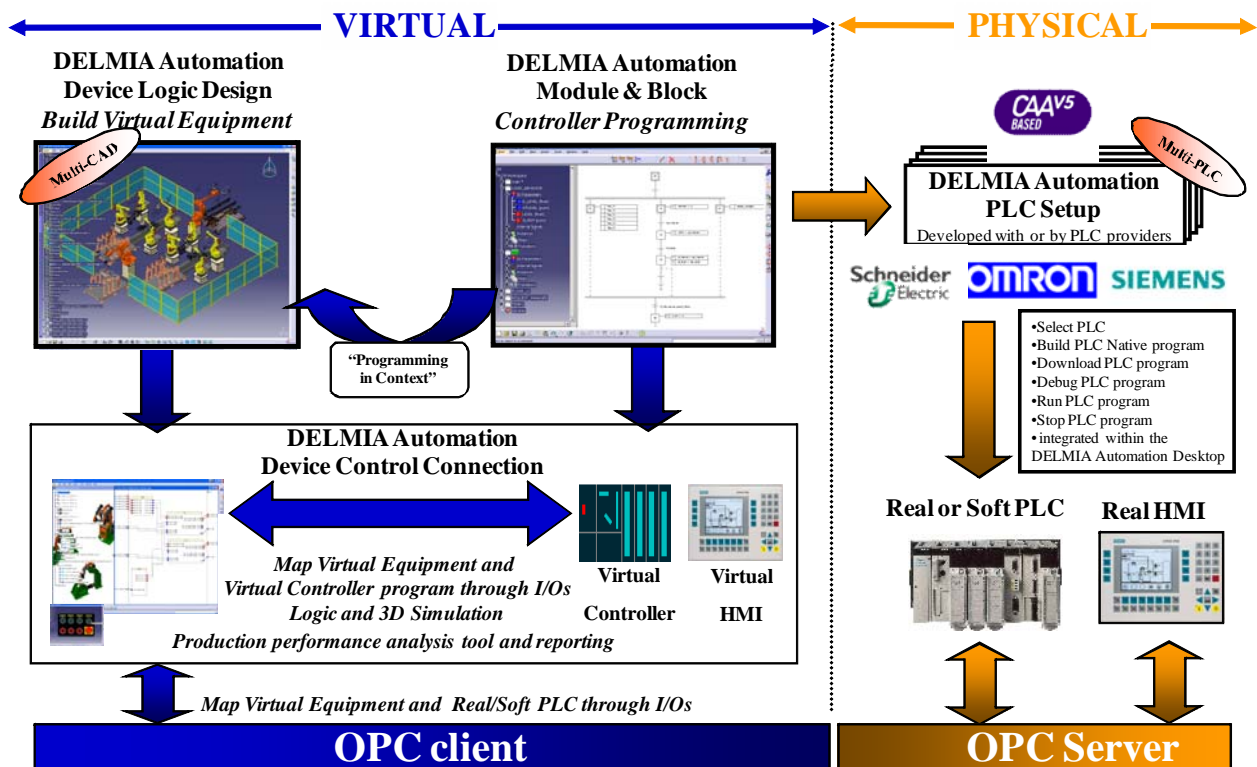 VIRTUAL
PHYSICAL
DELMIA Automation
Device Logic Design
Build Virtual Equipment
Multi-CAD
DELMIA Automation
Module & Block
Controller Programming
CAA V5
BASED
Multi-PLC
DELMIA Automation
PLC Setup
Developed with or by PLC providers
Schneider
Electric
OMRON
SIEMENS
"Programming
in Context"
•Select PLC
•Build PLC Native program
•Download PLC program
•Debug PLC program
•Run PLC program
•Stop PLC program
•integrated within the
DELMIA Automation Desktop
DELMIA Automation
Device Control Connection
Map Virtual Equipment and
Virtual Controller program through I/Os
Logic and 3D Simulation
Production performance analysis tool and reporting
Virtual
Controller
Virtual
HMI
Real or Soft PLC
Real HMI
Map Virtual Equipment and Real/Soft PLC through I/Os
OPC client
OPC Server